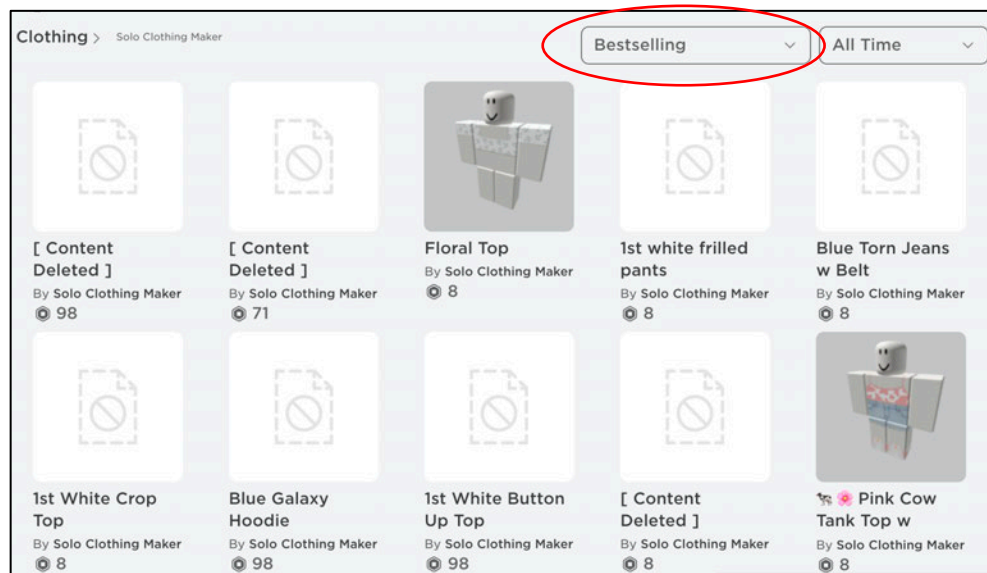 Clothing > Solo Clothing Maker
Bestselling
All Time
[ Content
Deleted ]
By Solo Clothing Maker
98
[ Content
Deleted ]
By Solo Clothing Maker
71
Floral Top
By Solo Clothing Maker
8
1st white frilled
pants
By Solo Clothing Maker
8
Blue Torn Jeans
w Belt
By Solo Clothing Maker
8
1st White Crop
Top
By Solo Clothing Maker
8
Blue Galaxy
Hoodie
By Solo Clothing Maker
98
1st White Button
Up Top
By Solo Clothing Maker
98
[ Content
Deleted ]
By Solo Clothing Maker
8
🐄 🌸 Pink Cow
Tank Top w
By Solo Clothing Maker
8